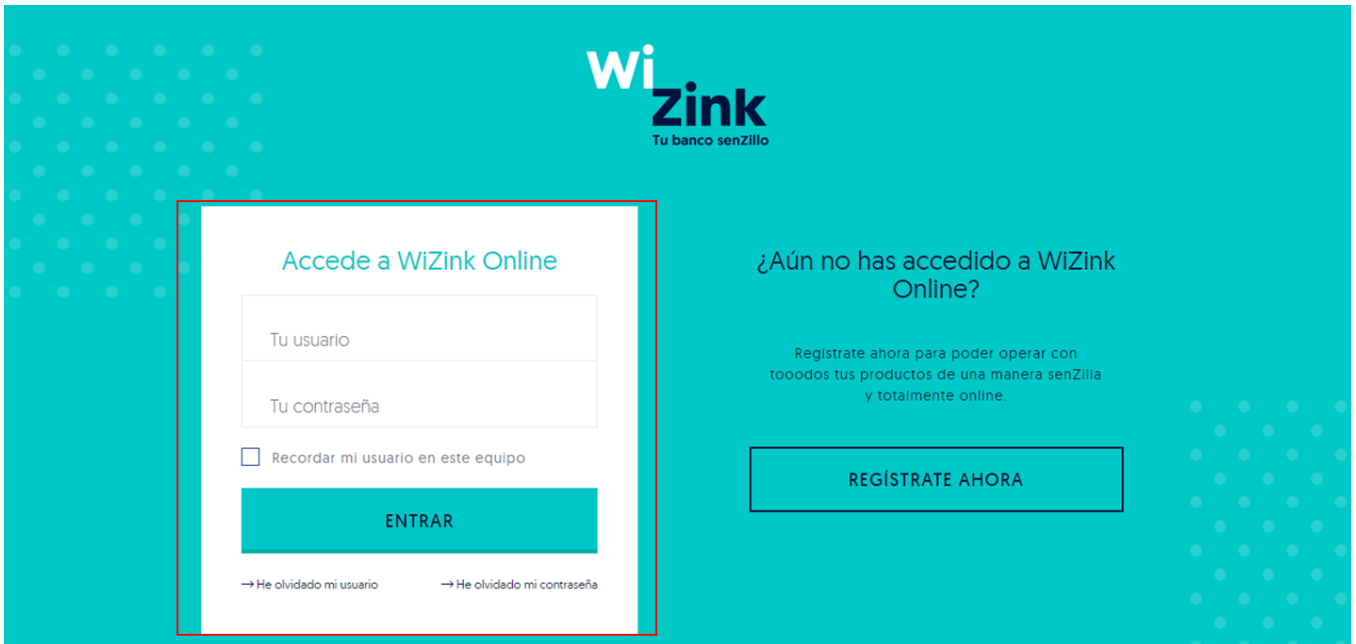 Wi
Zink
Tu banco senZillo
Accede a WiZink Online
Tu usuario
Tu contraseña
Recordar mi usuario en este equipo
ENTRAR
→ He olvidado mi usuario
→ He olvidado mi contraseña
¿Aún no has accedido a WiZink
Online?
Regístrate ahora para poder operar con
tooodos tus productos de una manera senZilla
y totalmente online.
REGÍSTRATE AHORA